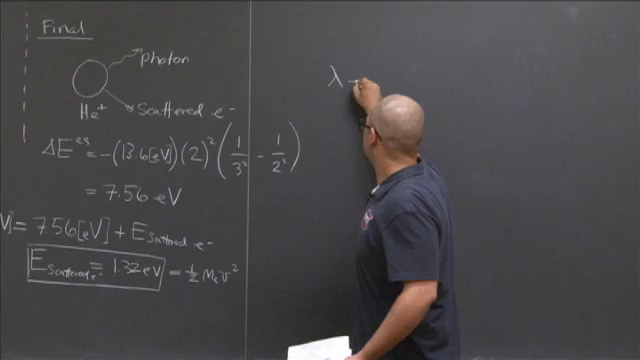 Final
photon
He⁺
Scattered e⁻
ΔE²³ = -(13.6[eV])(2)²(1/3² - 1/2²)
= 7.56 eV
V] = 7.56[eV] + E Scattered e⁻
E Scattered e⁻ = 1.32 eV = 1/2 Mₑv²
λ -